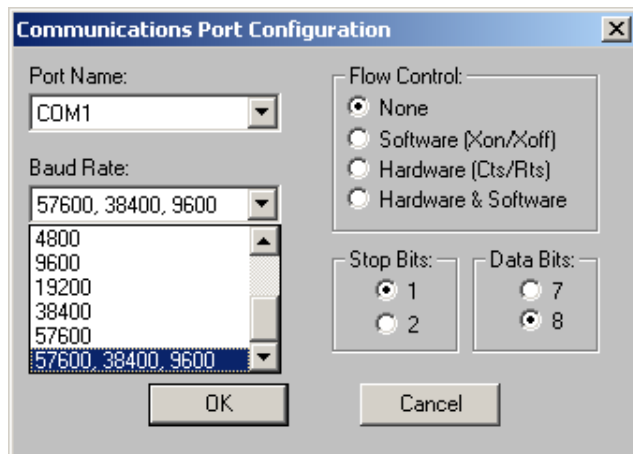 Communications Port Configuration
Port Name:
COM1
Baud Rate:
57600, 38400, 9600
4800
9600
19200
38400
57600
57600, 38400, 9600
Flow Control:
None
Software (Xon/Xoff)
Hardware (Cts/Rts)
Hardware & Software
Stop Bits:
1
2
Data Bits:
7
8
OK
Cancel